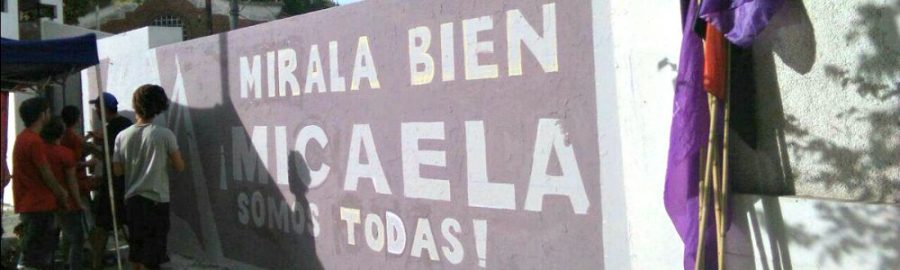 MIRALA BIEN
¡MICAELA
SOMOS TODAS!